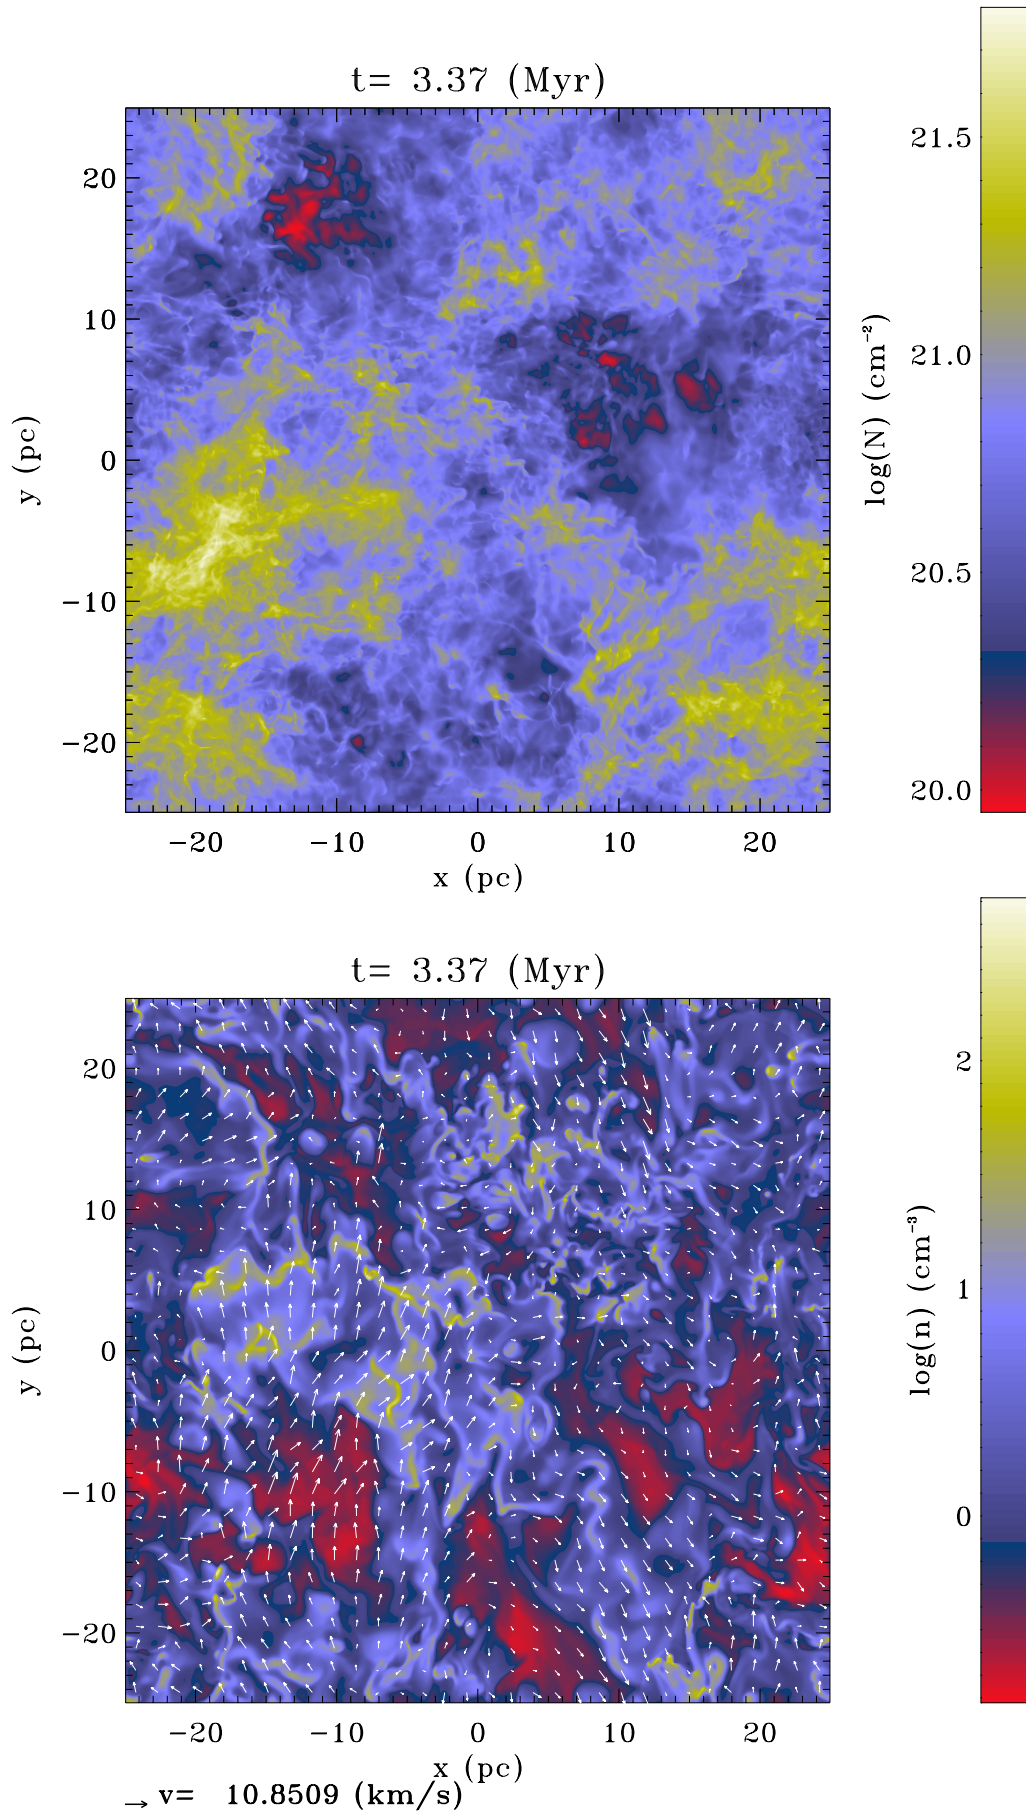 t= 3.37 (Myr)
21.5
21.0
20.5
20.0
log(N) (cm⁻²)
20
10
0
−10
−20
y (pc)
−20 −10 0 10 20
x (pc)
t= 3.37 (Myr)
2
1
0
log(n) (cm⁻³)
20
10
0
−10
−20
y (pc)
−20 −10 0 10 20
x (pc)
→ v= 10.8509 (km/s)